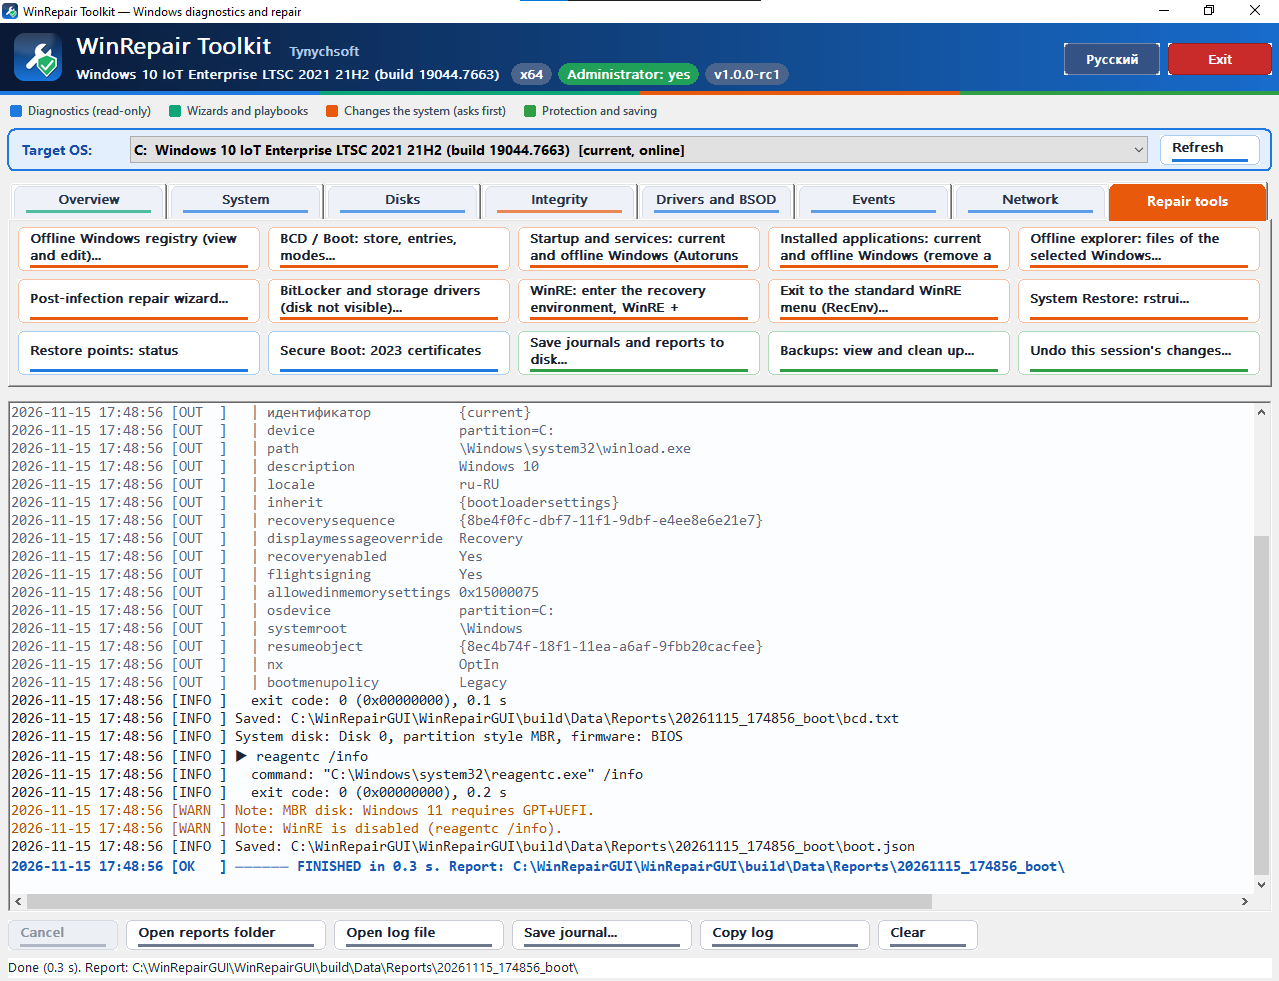 WinRepair Toolkit — Windows diagnostics and repair
WinRepair Toolkit Tynychsoft
Windows 10 IoT Enterprise LTSC 2021 21H2 (build 19044.7663) x64 Administrator: yes v1.0.0-rc1
Русский
Exit
Diagnostics (read-only) Wizards and playbooks Changes the system (asks first) Protection and saving
Target OS: C: Windows 10 IoT Enterprise LTSC 2021 21H2 (build 19044.7663) [current, online] Refresh
Overview System Disks Integrity Drivers and BSOD Events Network Repair tools
Offline Windows registry (view
and edit)...
BCD / Boot: store, entries,
modes...
Startup and services: current
and offline Windows (Autoruns
Installed applications: current
and offline Windows (remove a
Offline explorer: files of the
selected Windows...
Post-infection repair wizard...
BitLocker and storage drivers
(disk not visible)...
WinRE: enter the recovery
environment, WinRE +
Exit to the standard WinRE
menu (RecEnv)...
System Restore: rstrui...
Restore points: status
Secure Boot: 2023 certificates
Save journals and reports to
disk...
Backups: view and clean up...
Undo this session's changes...
2026-11-15 17:48:56 [OUT ] | идентификатор {current}
2026-11-15 17:48:56 [OUT ] | device partition=C:
2026-11-15 17:48:56 [OUT ] | path \Windows\system32\winload.exe
2026-11-15 17:48:56 [OUT ] | description Windows 10
2026-11-15 17:48:56 [OUT ] | locale ru-RU
2026-11-15 17:48:56 [OUT ] | inherit {bootloadersettings}
2026-11-15 17:48:56 [OUT ] | recoverysequence {8be4f0fc-dbf7-11f1-9dbf-e4ee8e6e21e7}
2026-11-15 17:48:56 [OUT ] | displaymessageoverride Recovery
2026-11-15 17:48:56 [OUT ] | recoveryenabled Yes
2026-11-15 17:48:56 [OUT ] | flightsigning Yes
2026-11-15 17:48:56 [OUT ] | allowedinmemorysettings 0x15000075
2026-11-15 17:48:56 [OUT ] | osdevice partition=C:
2026-11-15 17:48:56 [OUT ] | systemroot \Windows
2026-11-15 17:48:56 [OUT ] | resumeobject {8ec4b74f-18f1-11ea-a6af-9fbb20cacfee}
2026-11-15 17:48:56 [OUT ] | nx OptIn
2026-11-15 17:48:56 [OUT ] | bootmenupolicy Legacy
2026-11-15 17:48:56 [INFO ] exit code: 0 (0x00000000), 0.1 s
2026-11-15 17:48:56 [INFO ] Saved: C:\WinRepairGUI\WinRepairGUI\build\Data\Reports\20261115_174856_boot\bcd.txt
2026-11-15 17:48:56 [INFO ] System disk: Disk 0, partition style MBR, firmware: BIOS
2026-11-15 17:48:56 [INFO ] ▶ reagentc /info
2026-11-15 17:48:56 [INFO ] command: "C:\Windows\system32\reagentc.exe" /info
2026-11-15 17:48:56 [INFO ] exit code: 0 (0x00000000), 0.2 s
2026-11-15 17:48:56 [WARN ] Note: MBR disk: Windows 11 requires GPT+UEFI.
2026-11-15 17:48:56 [WARN ] Note: WinRE is disabled (reagentc /info).
2026-11-15 17:48:56 [INFO ] Saved: C:\WinRepairGUI\WinRepairGUI\build\Data\Reports\20261115_174856_boot\boot.json
2026-11-15 17:48:56 [OK ] —————— FINISHED in 0.3 s. Report: C:\WinRepairGUI\WinRepairGUI\build\Data\Reports\20261115_174856_boot\
Cancel Open reports folder Open log file Save journal... Copy log Clear
Done (0.3 s). Report: C:\WinRepairGUI\WinRepairGUI\build\Data\Reports\20261115_174856_boot\